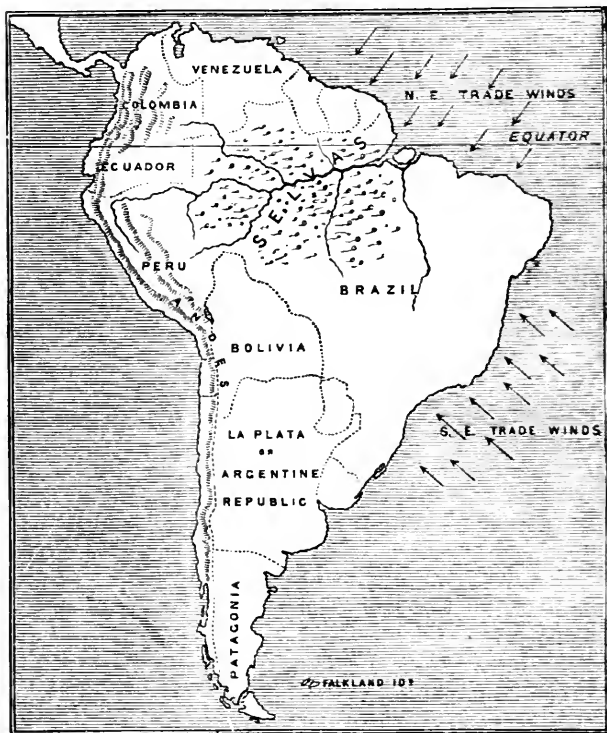 VENEZUELA
N. E. TRADE WINDS
COLOMBIA
EQUATOR
ECUADOR
SELVAS
PERU
BRAZIL
ANDES
BOLIVIA
S. E. TRADE WINDS
LA PLATA
OR
ARGENTINE
REPUBLIC
PATAGONIA
FALKLAND IDS